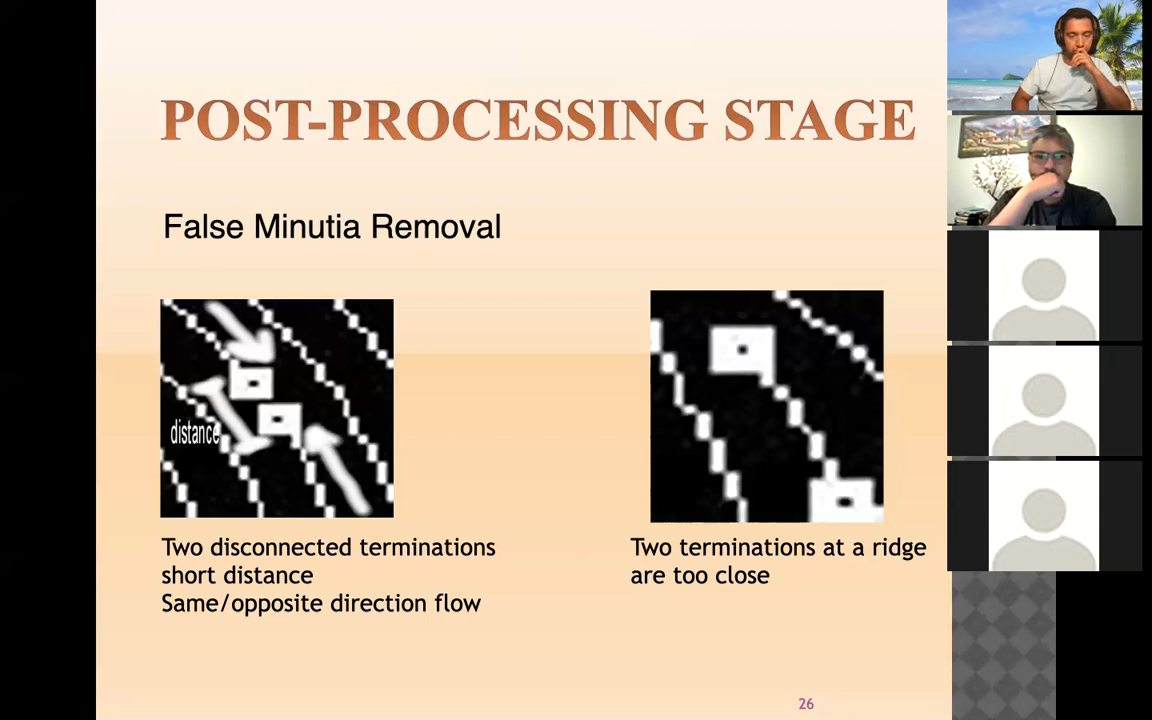 POST-PROCESSING STAGE
False Minutia Removal
distance
Two disconnected terminations
short distance
Same/opposite direction flow
Two terminations at a ridge
are too close
26